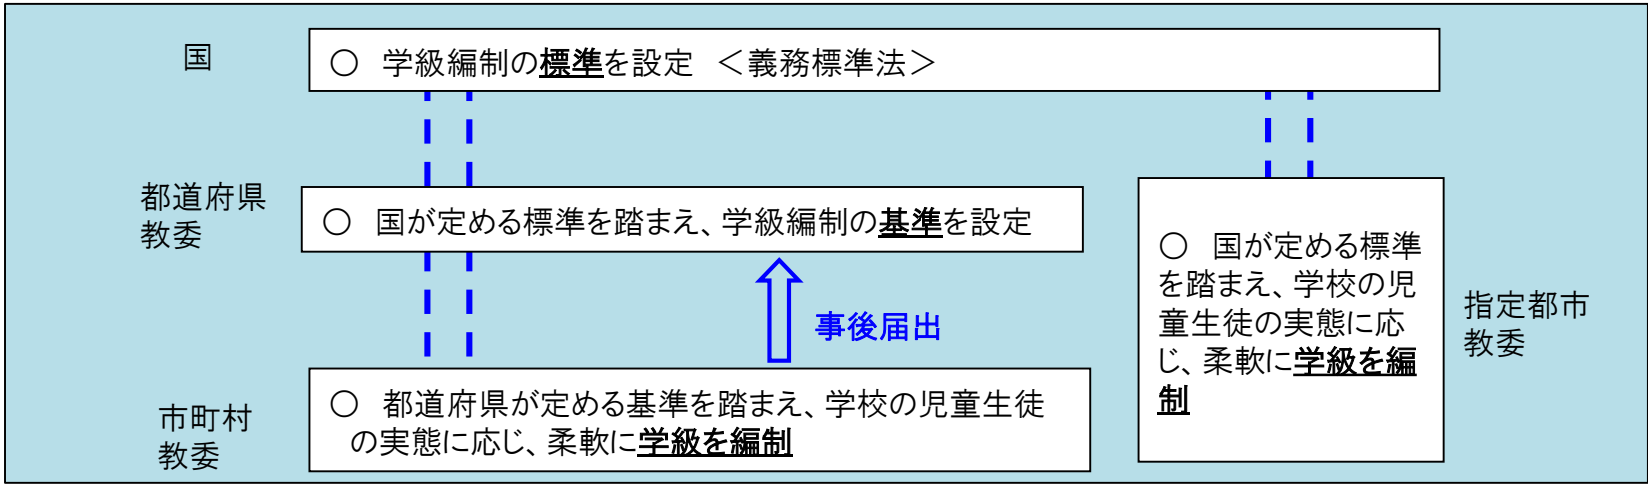 国
○　学級編制の標準を設定　＜義務標準法＞
都道府県
教委
○　国が定める標準を踏まえ、学級編制の基準を設定
事後届出
市町村
教委
○　都道府県が定める基準を踏まえ、学校の児童生徒
の実態に応じ、柔軟に学級を編制
○　国が定める標準
を踏まえ、学校の児
童生徒の実態に応
じ、柔軟に学級を編
制
指定都市
教委